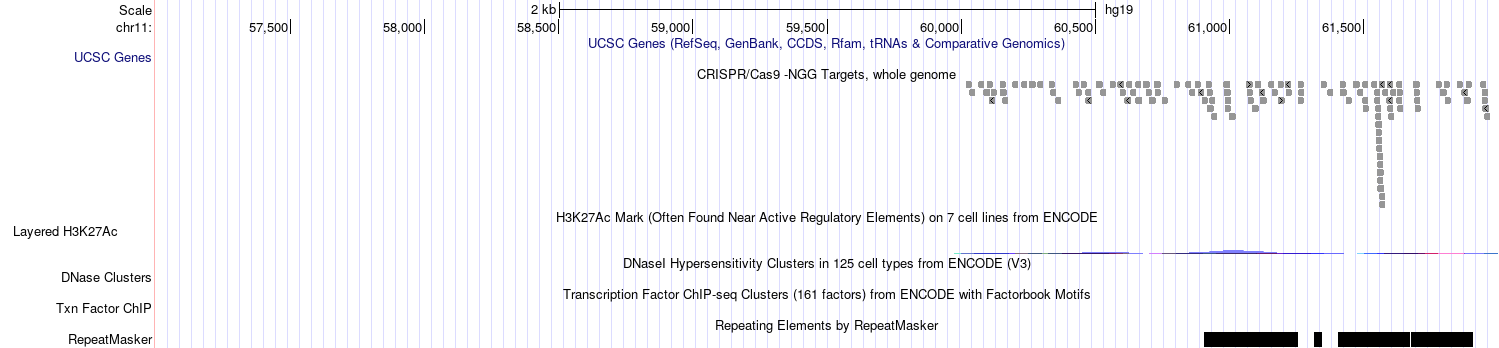 Scale 2 kb hg19
chr11: 57,500 58,000 58,500 59,000 59,500 60,000 60,500 61,000 61,500
UCSC Genes (RefSeq, GenBank, CCDS, Rfam, tRNAs & Comparative Genomics)
UCSC Genes
CRISPR/Cas9 -NGG Targets, whole genome
H3K27Ac Mark (Often Found Near Active Regulatory Elements) on 7 cell lines from ENCODE
Layered H3K27Ac
DNaseI Hypersensitivity Clusters in 125 cell types from ENCODE (V3)
DNase Clusters
Transcription Factor ChIP-seq Clusters (161 factors) from ENCODE with Factorbook Motifs
Txn Factor ChIP
Repeating Elements by RepeatMasker
RepeatMasker